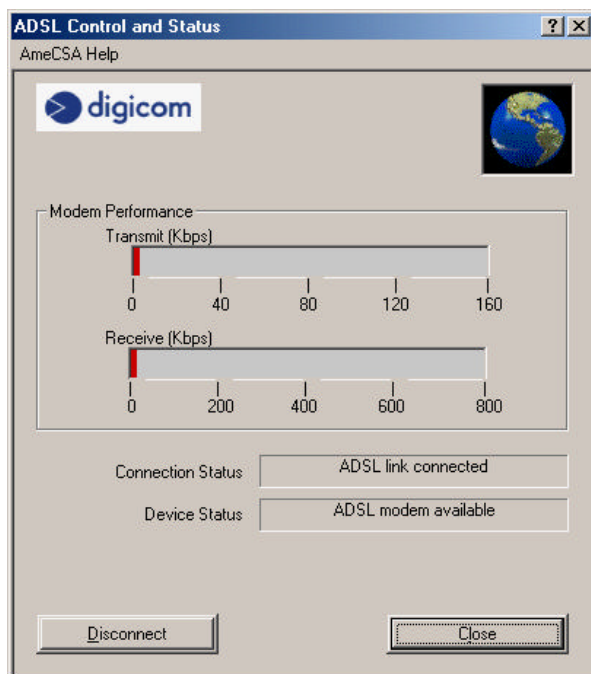 ADSL Control and Status
AmeCSA Help
digicom
Modem Performance
Transmit (Kbps)
0 40 80 120 160
Receive (Kbps)
0 200 400 600 800
Connection Status ADSL link connected
Device Status ADSL modem available
Disconnect Close